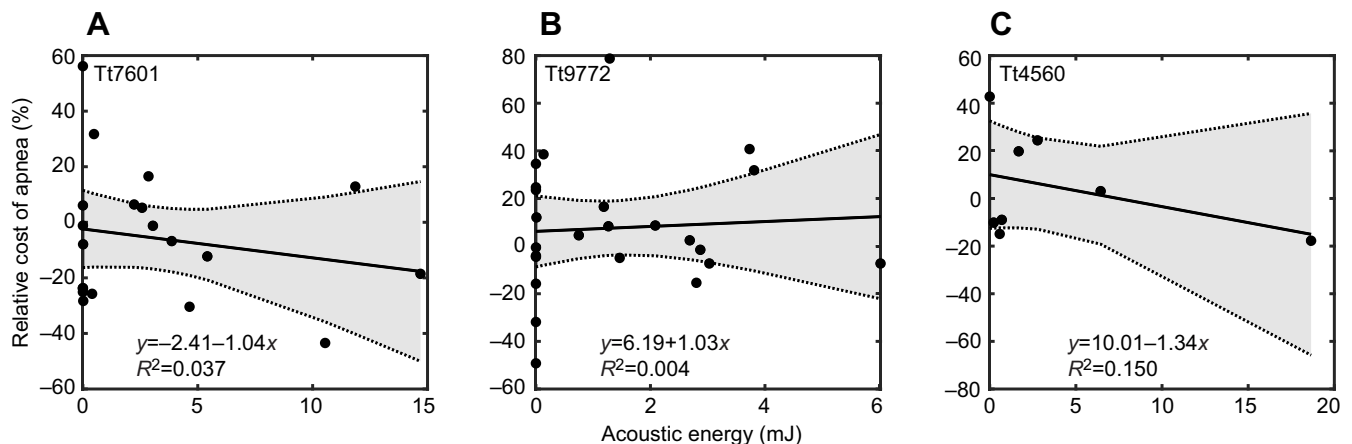 A
B
C
Relative cost of apnea (%)
60
40
20
0
–20
–40
–60
Tt7601
y=–2.41–1.04x
R²=0.037
0
5
10
15
80
60
40
20
0
–20
–40
–60
Tt9772
y=6.19+1.03x
R²=0.004
0
2
4
6
60
40
20
0
–20
–40
–60
–80
Tt4560
y=10.01–1.34x
R²=0.150
0
5
10
15
20
Acoustic energy (mJ)